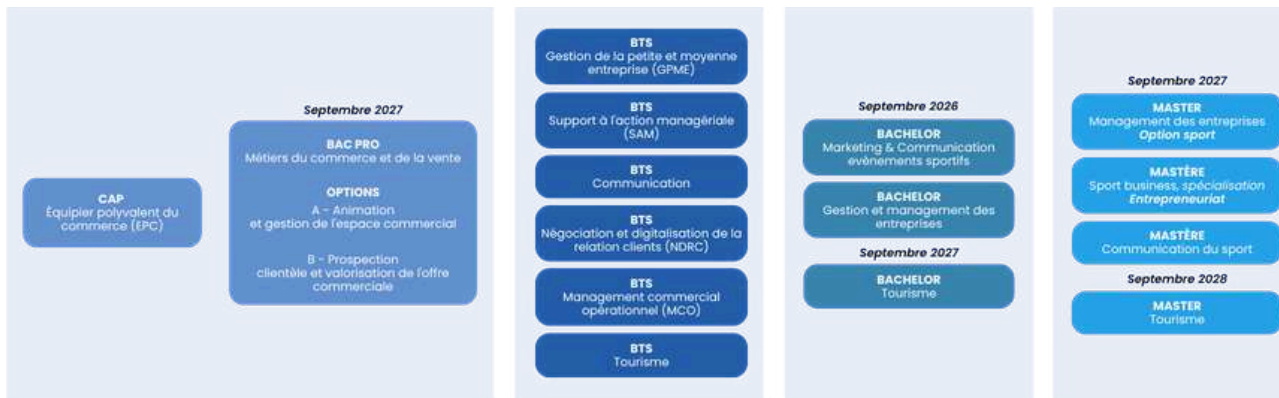 CAP
Équipier polyvalent du
commerce (EPC)
Septembre 2027
BAC PRO
Métiers du commerce et de la vente
OPTIONS
A - Animation
et gestion de l'espace commercial
B - Prospection
clientèle et valorisation de l'offre
commerciale
BTS
Gestion de la petite et moyenne
entreprise (GPME)
BTS
Support à l'action managériale
(SAM)
BTS
Communication
BTS
Négociation et digitalisation de la
relation clients (NDRC)
BTS
Management commercial
opérationnel (MCO)
BTS
Tourisme
Septembre 2026
BACHELOR
Marketing & Communication
evènements sportifs
BACHELOR
Gestion et management des
entreprises
Septembre 2027
BACHELOR
Tourisme
Septembre 2027
MASTER
Management des entreprises
Option sport
MASTÈRE
Sport business, spécialisation
Entrepreneuriat
MASTÈRE
Communication du sport
Septembre 2028
MASTER
Tourisme